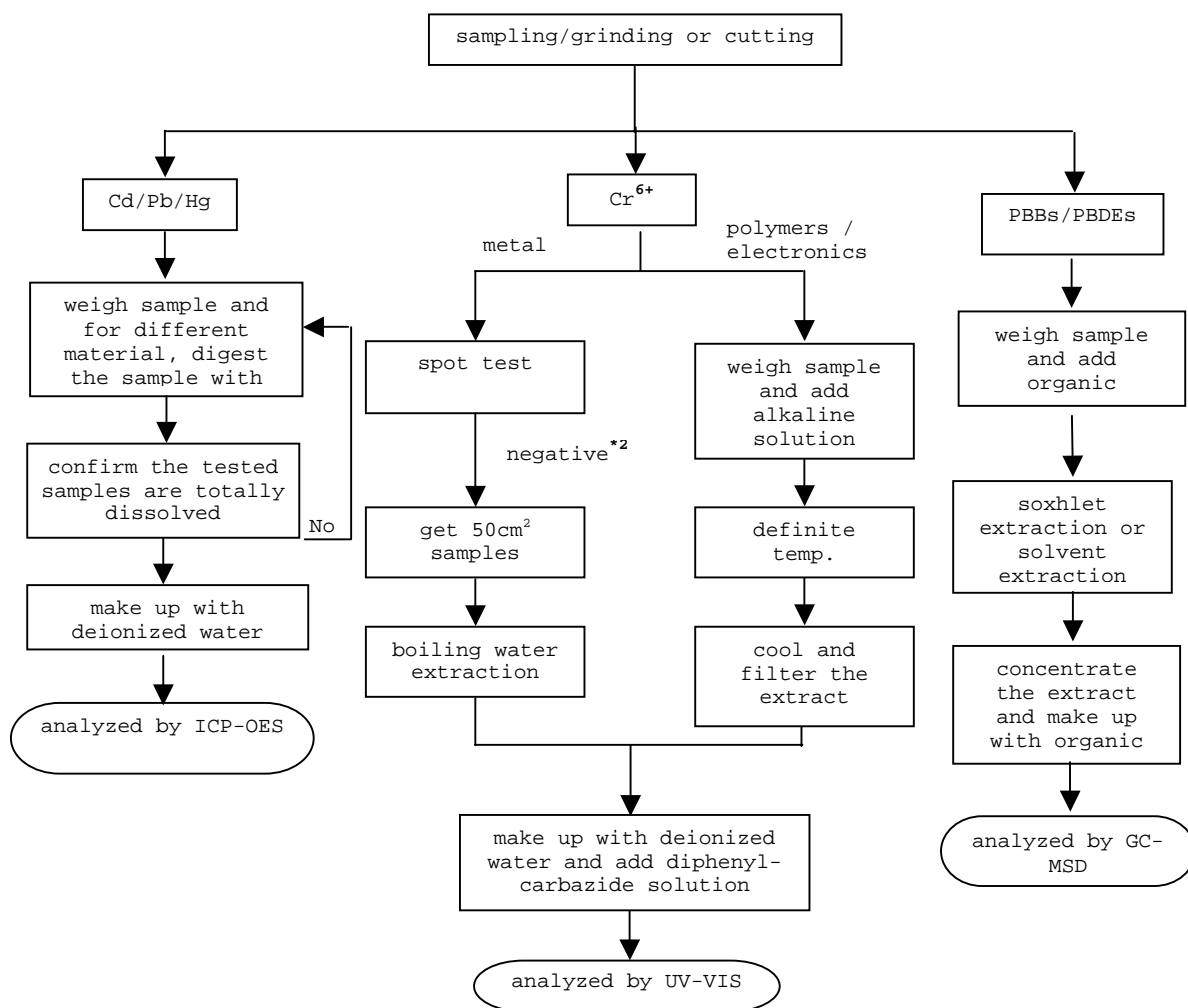 sampling/grinding or cutting
Cd/Pb/Hg
weigh sample and
for different
material, digest
the sample with
confirm the tested
samples are totally
dissolved
No
make up with
deionized water
analyzed by ICP-OES
Cr⁶⁺
metal
spot test
negative*²
get 50cm²
samples
boiling water
extraction
polymers /
electronics
weigh sample
and add
alkaline
solution
definite
temp.
cool and
filter the
extract
make up with deionized
water and add diphenyl-
carbazide solution
analyzed by UV-VIS
PBBs/PBDEs
weigh sample
and add
organic
soxhlet
extraction or
solvent
extraction
concentrate
the extract
and make up
with organic
analyzed by GC-
MSD